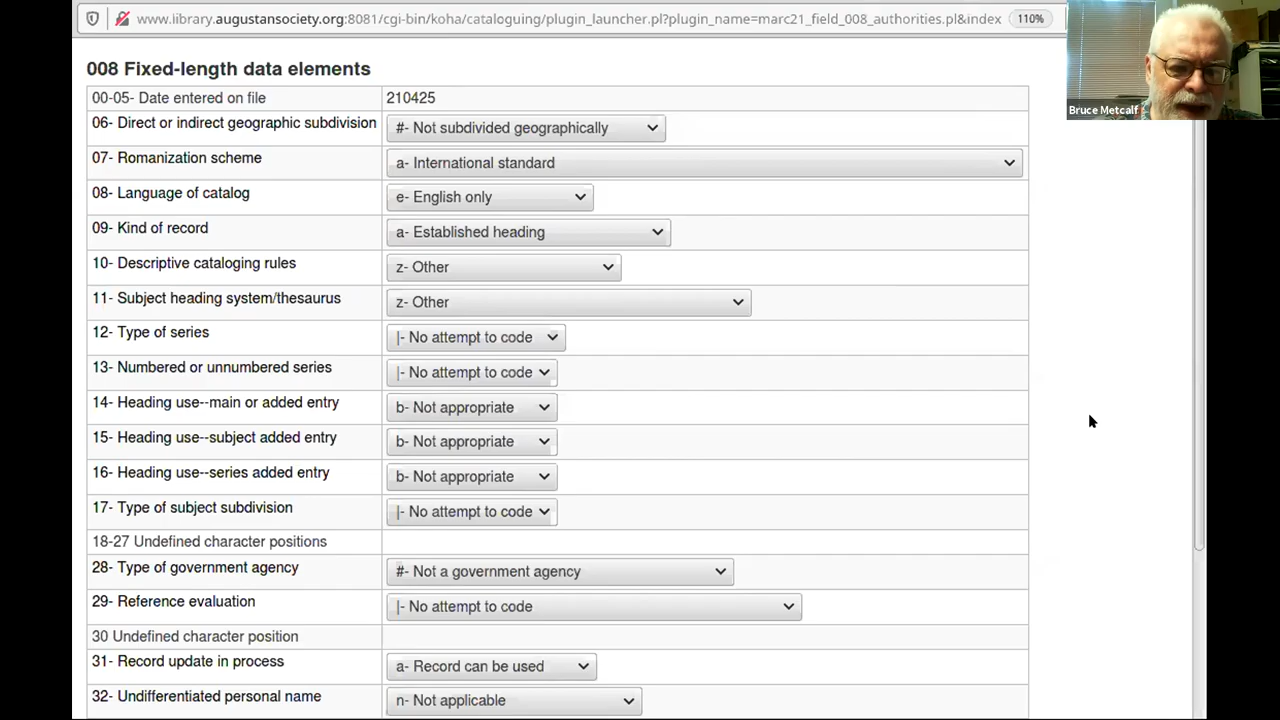 www.library.augustansociety.org:8081/cgi-bin/koha/cataloguing/plugin_launcher.pl?plugin_name=marc21_field_008_authorities.pl&index 110%
Bruce Metcalf
008 Fixed-length data elements
00-05- Date entered on file 210425
06- Direct or indirect geographic subdivision #- Not subdivided geographically
07- Romanization scheme a- International standard
08- Language of catalog e- English only
09- Kind of record a- Established heading
10- Descriptive cataloging rules z- Other
11- Subject heading system/thesaurus z- Other
12- Type of series |- No attempt to code
13- Numbered or unnumbered series |- No attempt to code
14- Heading use--main or added entry b- Not appropriate
15- Heading use--subject added entry b- Not appropriate
16- Heading use--series added entry b- Not appropriate
17- Type of subject subdivision |- No attempt to code
18-27 Undefined character positions
28- Type of government agency #- Not a government agency
29- Reference evaluation |- No attempt to code
30 Undefined character position
31- Record update in process a- Record can be used
32- Undifferentiated personal name n- Not applicable